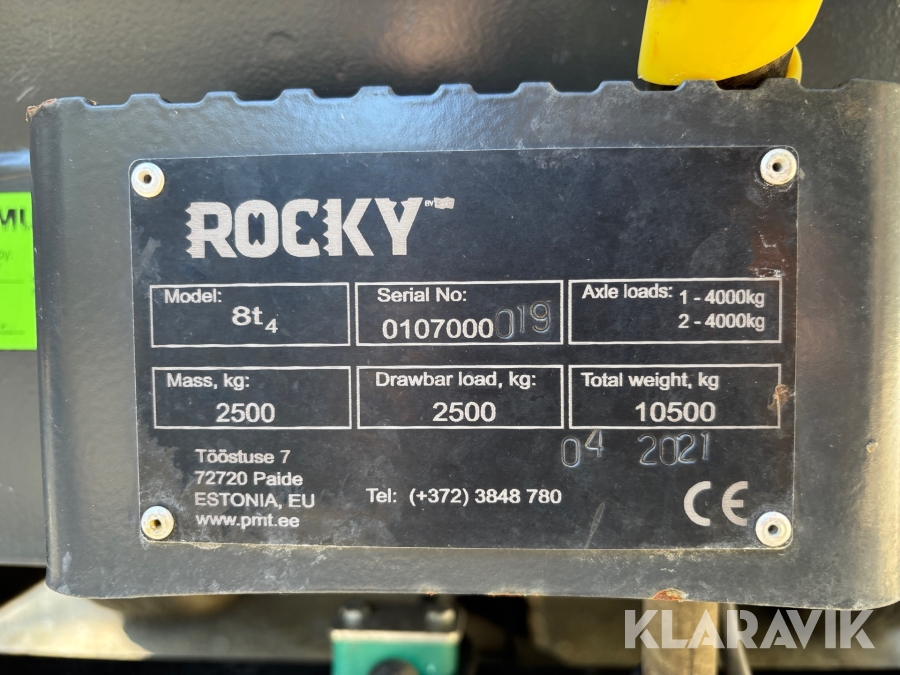 ROCKY
Model:
8t4
Serial No:
0107000019
Axle loads: 1 - 4000kg
2 - 4000kg
Mass, kg:
2500
Drawbar load, kg:
2500
Total weight, kg
10500
04 2021
Tööstuse 7
72720 Paide
ESTONIA, EU
www.pmt.ee
Tel: (+372) 3848 780
CE
KLARAVIK